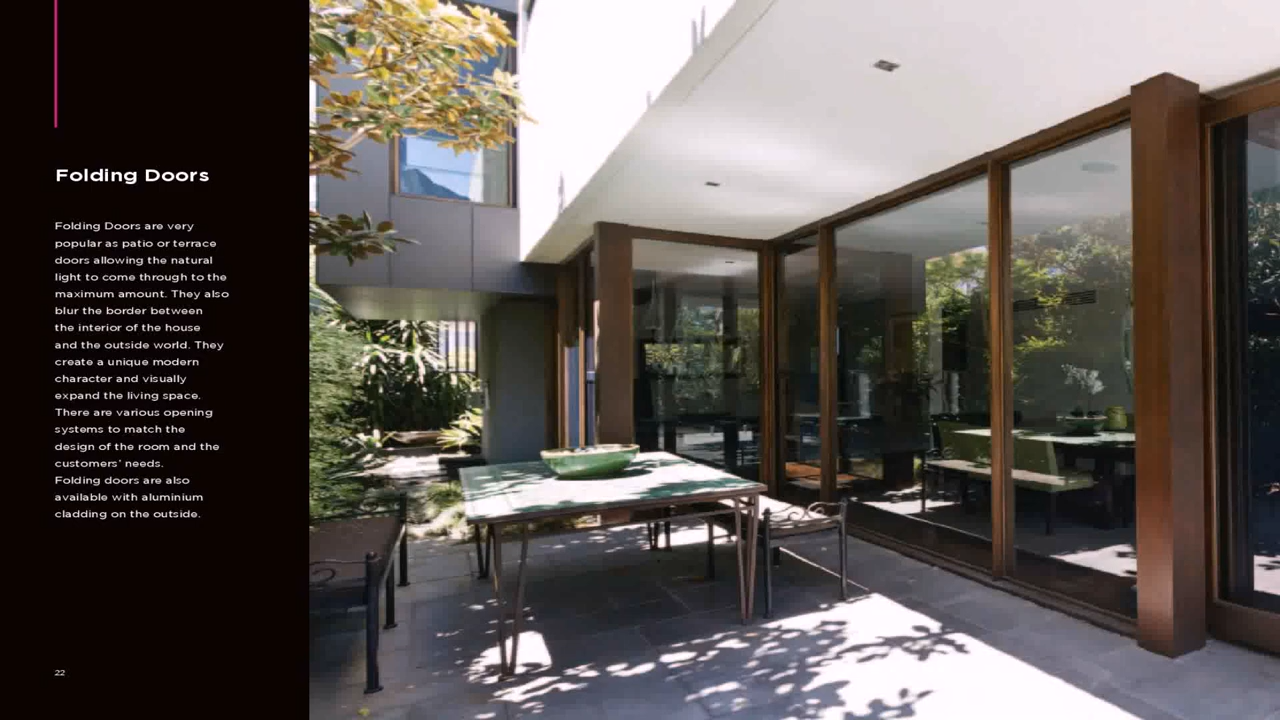 Folding Doors
Folding Doors are very
popular as patio or terrace
doors allowing the natural
light to come through to the
maximum amount. They also
blur the border between
the interior of the house
and the outside world. They
create a unique modern
character and visually
expand the living space.
There are various opening
systems to match the
design of the room and the
customers' needs.
Folding doors are also
available with aluminium
cladding on the outside.
22